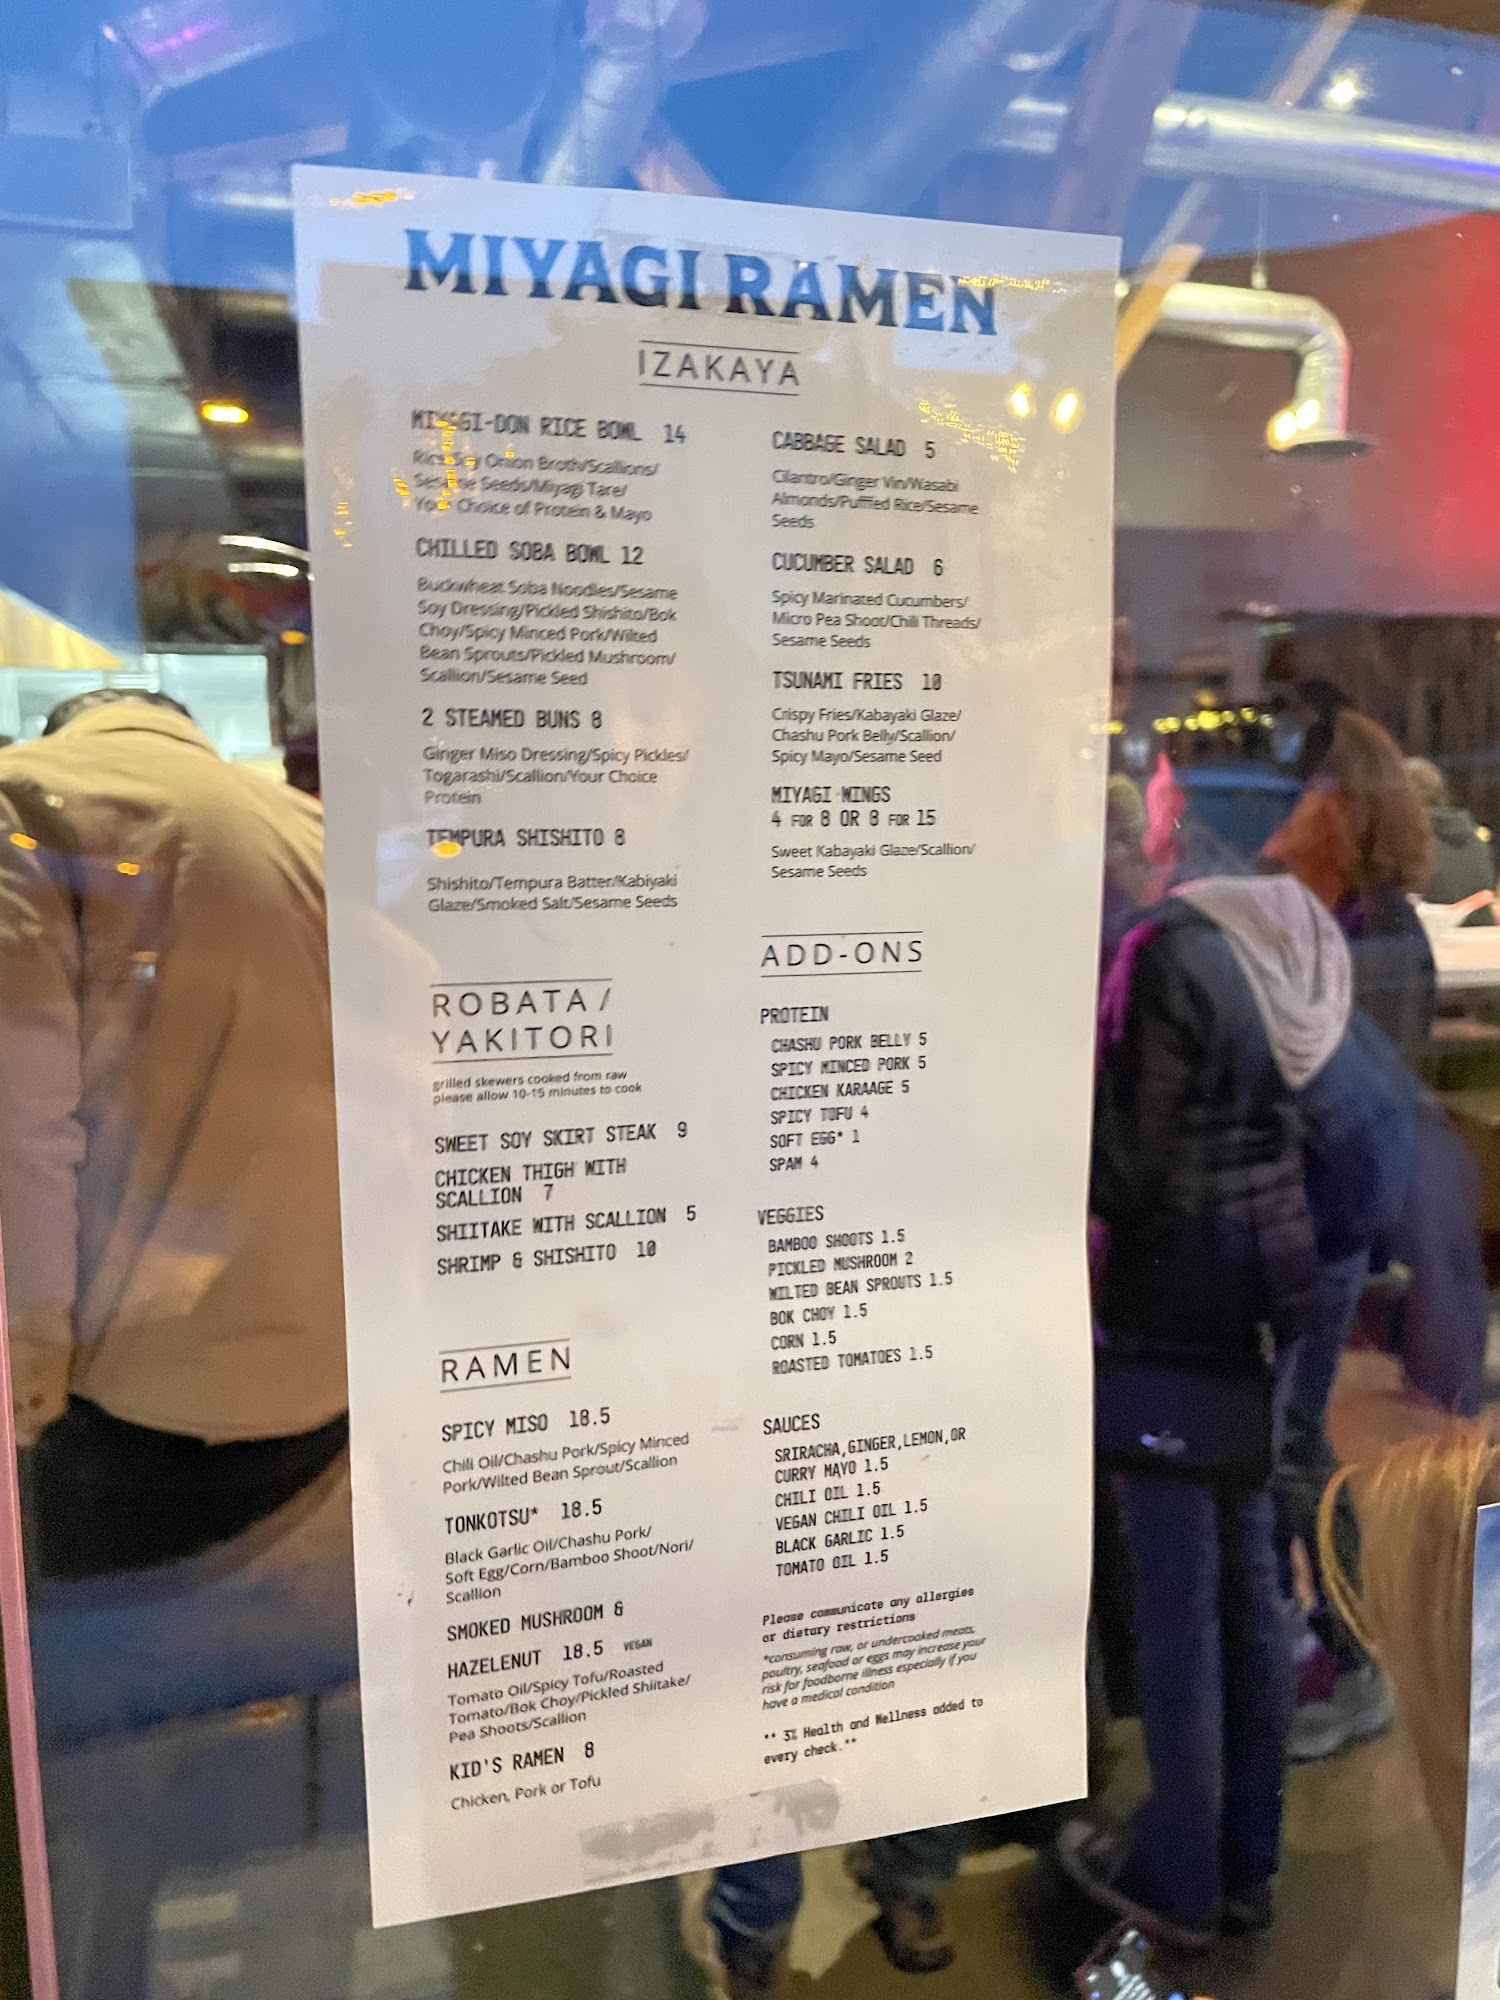 MIYAGI RAMEN
IZAKAYA
MIYAGI-DON RICE BOWL 14
Rice/Soy Onion Broth/Scallions/
Sesame Seeds/Miyagi Tare/
Your Choice of Protein & Mayo
CHILLED SOBA BOWL 12
Buckwheat Soba Noodles/Sesame
Soy Dressing/Pickled Shishito/Bok
Choy/Spicy Minced Pork/Wilted
Bean Sprouts/Pickled Mushroom/
Scallion/Sesame Seed
2 STEAMED BUNS 8
Ginger Miso Dressing/Spicy Pickles/
Togarashi/Scallion/Your Choice
Protein
TEMPURA SHISHITO 8
Shishito/Tempura Batter/Kabiyaki
Glaze/Smoked Salt/Sesame Seeds
CABBAGE SALAD 5
Cilantro/Ginger Vin/Wasabi
Almonds/Pufffed Rice/Sesame
Seeds
CUCUMBER SALAD 6
Spicy Marinated Cucumbers/
Micro Pea Shoot/Chili Threads/
Sesame Seeds
TSUNAMI FRIES 10
Crispy Fries/Kabayaki Glaze/
Chashu Pork Belly/Scallion/
Spicy Mayo/Sesame Seed
MIYAGI WINGS
4 FOR 8 OR 8 FOR 15
Sweet Kabayaki Glaze/Scallion/
Sesame Seeds
ROBATA /
YAKITORI
grilled skewers cooked from raw
please allow 10-15 minutes to cook
SWEET SOY SKIRT STEAK 9
CHICKEN THIGH WITH
SCALLION 7
SHIITAKE WITH SCALLION 5
SHRIMP & SHISHITO 10
RAMEN
SPICY MISO 18.5
Chili Oil/Chashu Pork/Spicy Minced
Pork/Wilted Bean Sprout/Scallion
TONKOTSU* 18.5
Black Garlic Oil/Chashu Pork/
Soft Egg/Corn/Bamboo Shoot/Nori/
Scallion
SMOKED MUSHROOM &
HAZELENUT 18.5 VEGAN
Tomato Oil/Spicy Tofu/Roasted
Tomato/Bok Choy/Pickled Shiitake/
Pea Shoots/Scallion
KID'S RAMEN 8
Chicken, Pork or Tofu
ADD-ONS
PROTEIN
CHASHU PORK BELLY 5
SPICY MINCED PORK 5
CHICKEN KARAAGE 5
SPICY TOFU 4
SOFT EGG* 1
SPAM 4
VEGGIES
BAMBOO SHOOTS 1.5
PICKLED MUSHROOM 2
WILTED BEAN SPROUTS 1.5
BOK CHOY 1.5
CORN 1.5
ROASTED TOMATOES 1.5
SAUCES
SRIRACHA,GINGER,LEMON,OR
CURRY MAYO 1.5
CHILI OIL 1.5
VEGAN CHILI OIL 1.5
BLACK GARLIC 1.5
TOMATO OIL 1.5
Please communicate any allergies
or dietary restrictions
*consuming raw, or undercooked meats,
poultry, seafood or eggs may increase your
risk for foodborne illness especially if you
have a medical condition
** 3% Health and Wellness added to
every check.**